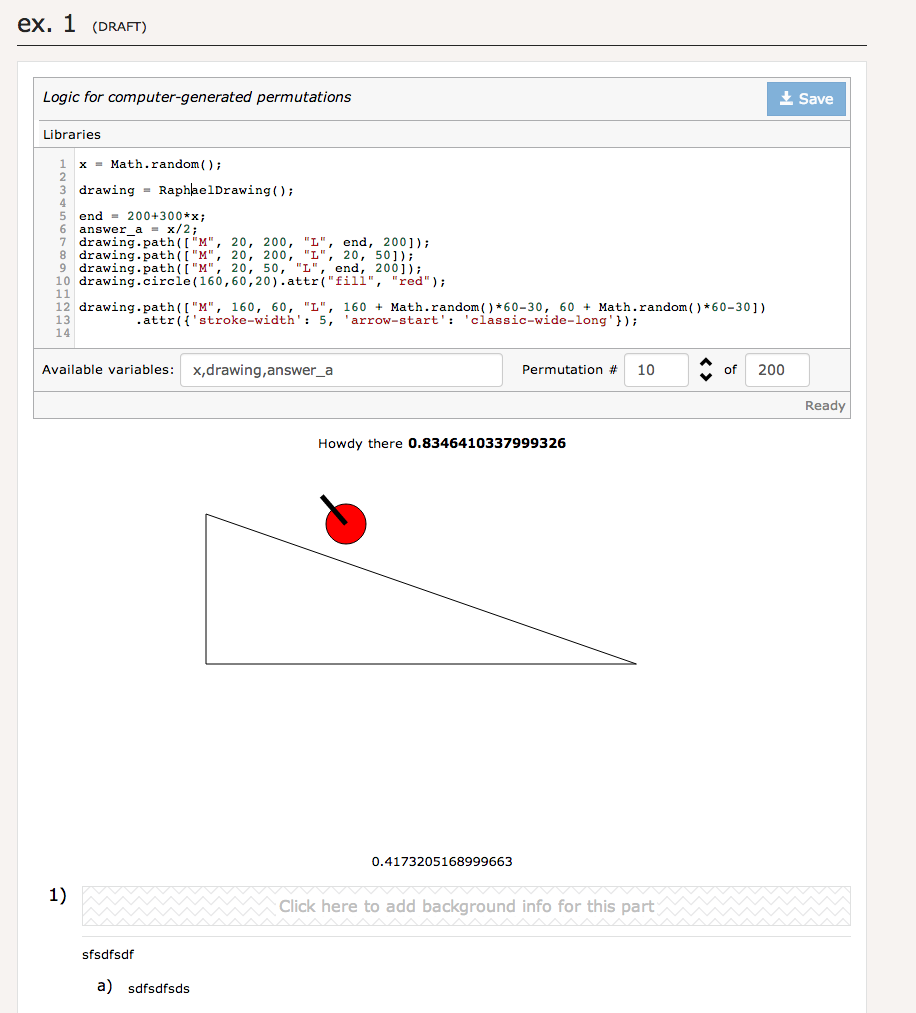 ex. 1 (DRAFT)
Logic for computer-generated permutations
Save
Libraries
1 x = Math.random();
2
3 drawing = RaphaelDrawing();
4
5 end = 200+300*x;
6 answer_a = x/2;
7 drawing.path(["M", 20, 200, "L", end, 200]);
8 drawing.path(["M", 20, 200, "L", 20, 50]);
9 drawing.path(["M", 20, 50, "L", end, 200]);
10 drawing.circle(160,60,20).attr("fill", "red");
11
12 drawing.path(["M", 160, 60, "L", 160 + Math.random()*60-30, 60 + Math.random()*60-30])
13 .attr({'stroke-width': 5, 'arrow-start': 'classic-wide-long'});
14
Available variables: x,drawing,answer_a Permutation # 10 of 200
Ready
Howdy there 0.8346410337999326
0.4173205168999663
1) Click here to add background info for this part
sfsdfsdf
a) sdfsdfsds